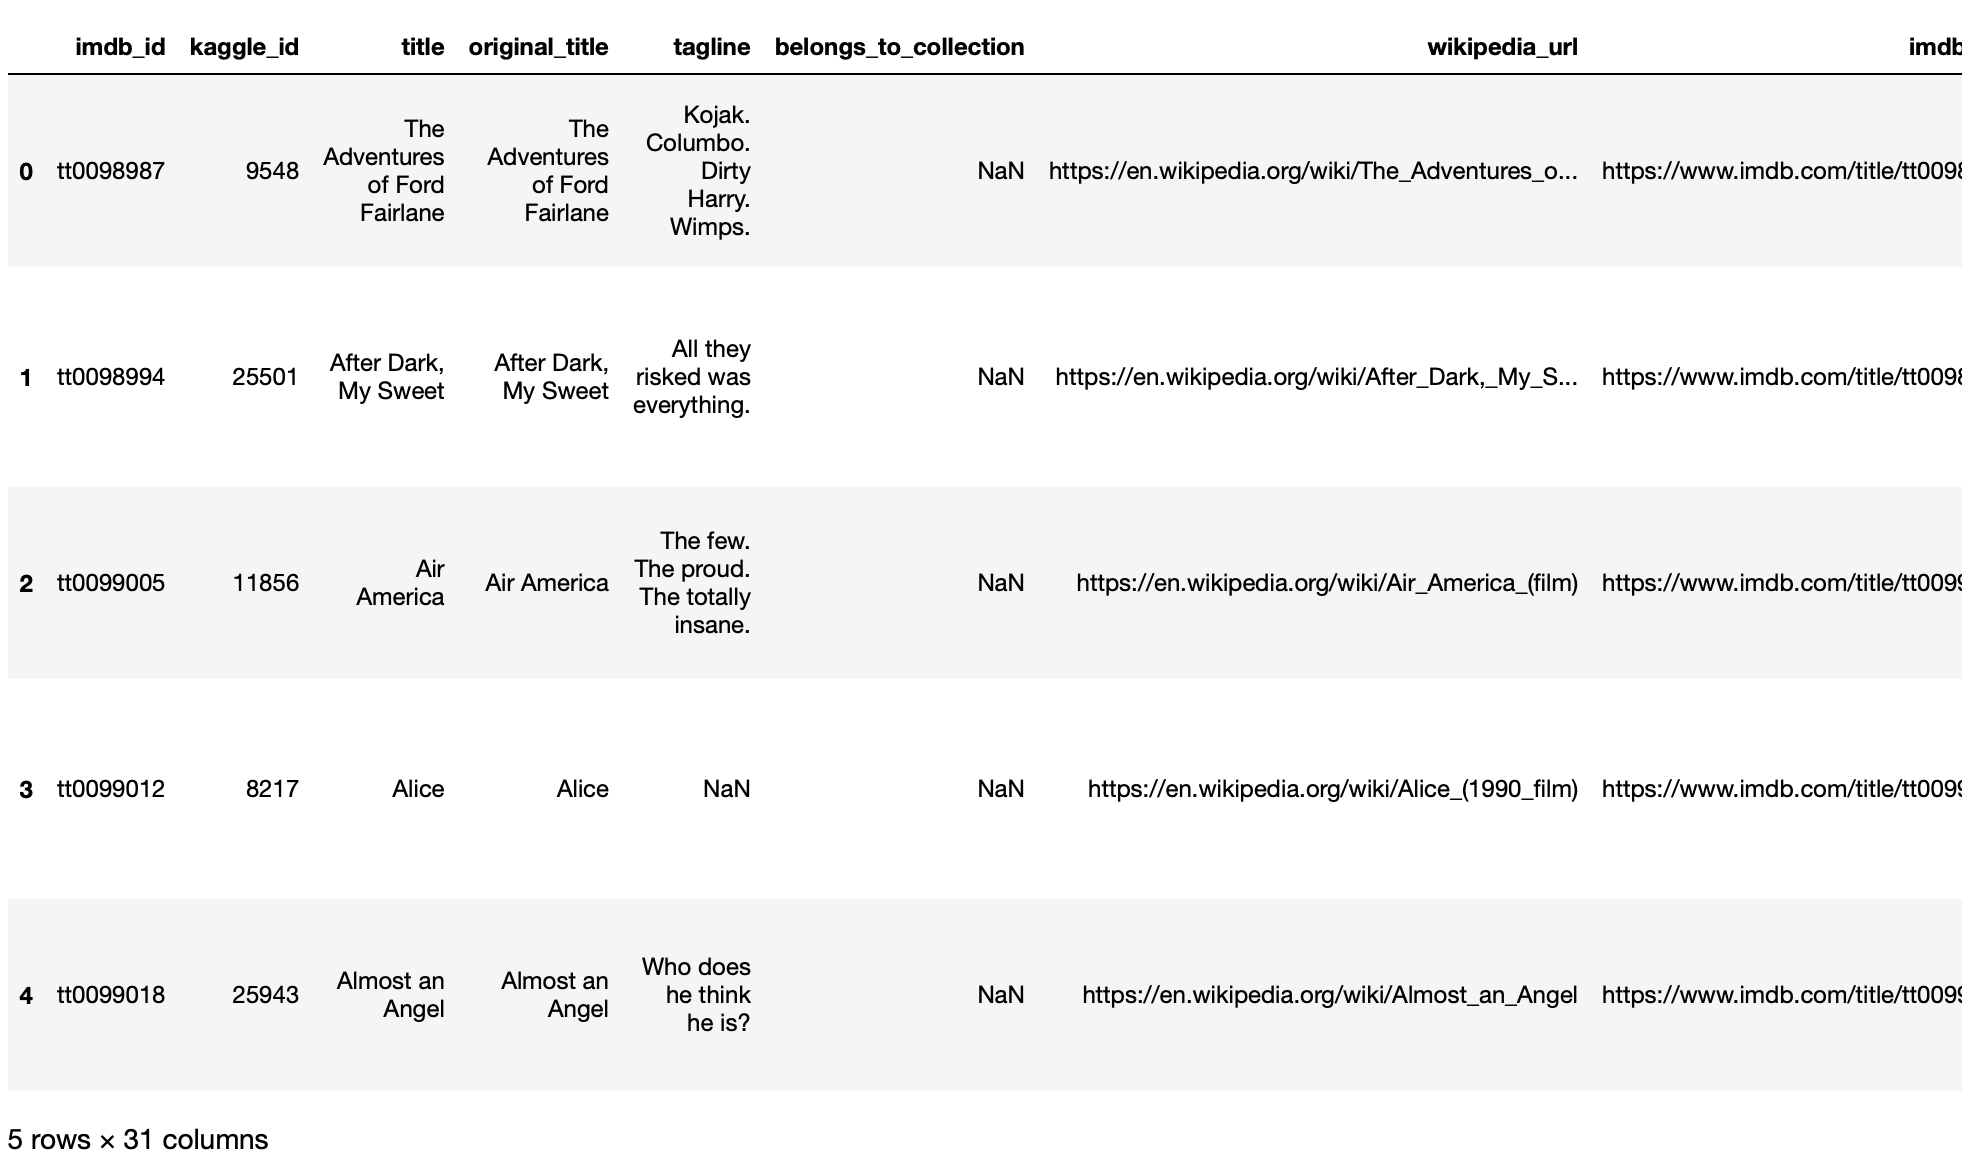 imdb_id kaggle_id title original_title tagline belongs_to_collection wikipedia_url imdb
0 tt0098987 9548 The Adventures of Ford Fairlane The Adventures of Ford Fairlane Kojak. Columbo. Dirty Harry. Wimps. NaN https://en.wikipedia.org/wiki/The_Adventures_o... https://www.imdb.com/title/tt0098
1 tt0098994 25501 After Dark, My Sweet After Dark, My Sweet All they risked was everything. NaN https://en.wikipedia.org/wiki/After_Dark,_My_S... https://www.imdb.com/title/tt0098
2 tt0099005 11856 Air America Air America The few. The proud. The totally insane. NaN https://en.wikipedia.org/wiki/Air_America_(film) https://www.imdb.com/title/tt0099
3 tt0099012 8217 Alice Alice NaN NaN https://en.wikipedia.org/wiki/Alice_(1990_film) https://www.imdb.com/title/tt0099
4 tt0099018 25943 Almost an Angel Almost an Angel Who does he think he is? NaN https://en.wikipedia.org/wiki/Almost_an_Angel https://www.imdb.com/title/tt0099
5 rows × 31 columns